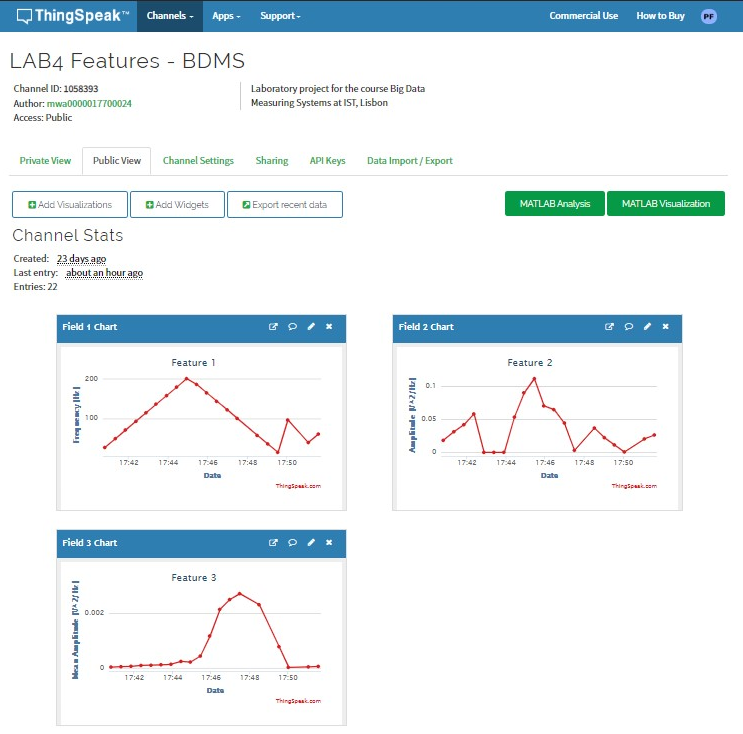 ThingSpeak™ Channels Apps Support Commercial Use How to Buy PF
LAB4 Features - BDMS
Channel ID: 1058393
Author: mwa0000017700024
Access: Public
Laboratory project for the course Big Data
Measuring Systems at IST, Lisbon
Private View Public View Channel Settings Sharing API Keys Data Import / Export
Add Visualizations Add Widgets Export recent data MATLAB Analysis MATLAB Visualization
Channel Stats
Created: 23 days ago
Last entry: about an hour ago
Entries: 22
Field 1 Chart
Feature 1
Frequency [Hz]
200
100
17:42 17:44 17:46 17:48 17:50
Date
ThingSpeak.com
Field 2 Chart
Feature 2
Amplitude [V^2/Hz]
0.1
0.05
0
17:42 17:44 17:46 17:48 17:50
Date
ThingSpeak.com
Field 3 Chart
Feature 3
Mean Amplitude [V^2/Hz]
0.002
0
17:42 17:44 17:46 17:48 17:50
Date
ThingSpeak.com